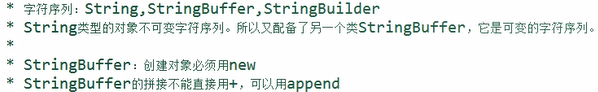 * 字符序列：String,StringBuffer,StringBuilder
* String类型的对象不可变字符序列。所以又配备了另一个类StringBuffer，它是可变的字符序列。
*
* StringBuffer：创建对象必须用new
* StringBuffer的拼接不能直接用+，可以用append